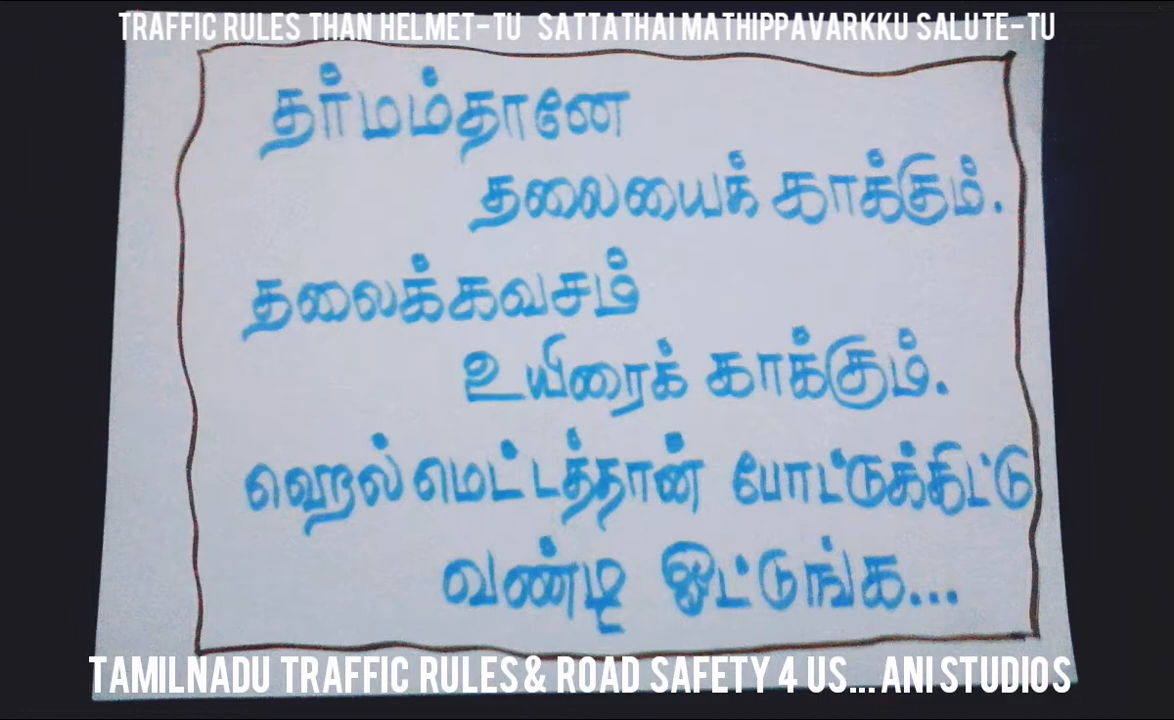 TRAFFIC RULES THAN HELMET-TU SATTATHAI MATHIPPAVARKKU SALUTE-TU
தர்மம்தானே
தலையைக் காக்கும்.
தலைக்கவசம்
உயிரைக் காக்கும்.
ஹெல்மெட்டத்தான் போட்டுக்கிட்டு
வண்டி ஓட்டுங்க...
TAMILNADU TRAFFIC RULES & ROAD SAFETY 4 US... ANI STUDIOS